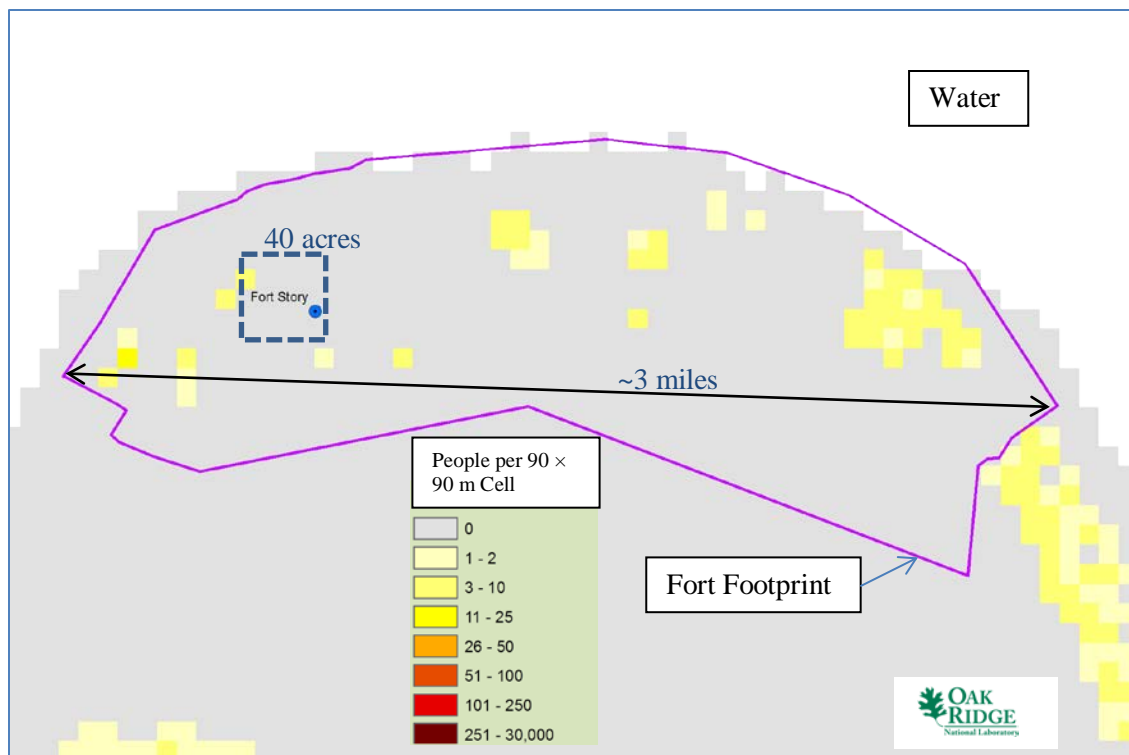 Water
40 acres
Fort Story
~3 miles
People per 90 ×
90 m Cell
0
1 - 2
3 - 10
11 - 25
26 - 50
51 - 100
101 - 250
251 - 30,000
Fort Footprint
OAK
RIDGE
National Laboratory